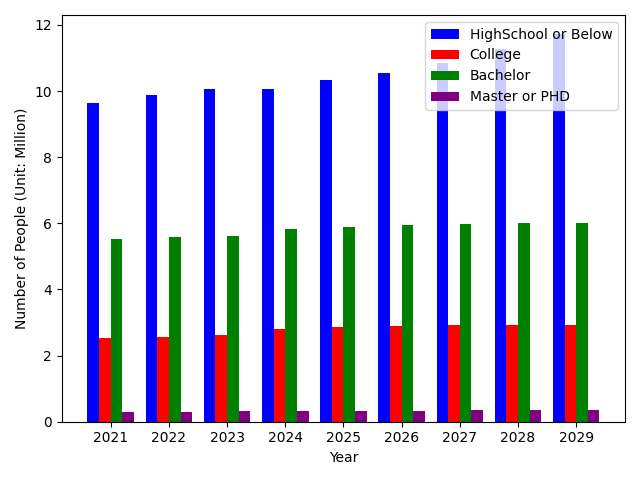 12
10
8
6
4
2
0
Number of People (Unit: Million)
HighSchool or Below
College
Bachelor
Master or PHD
2021 2022 2023 2024 2025 2026 2027 2028 2029
Year